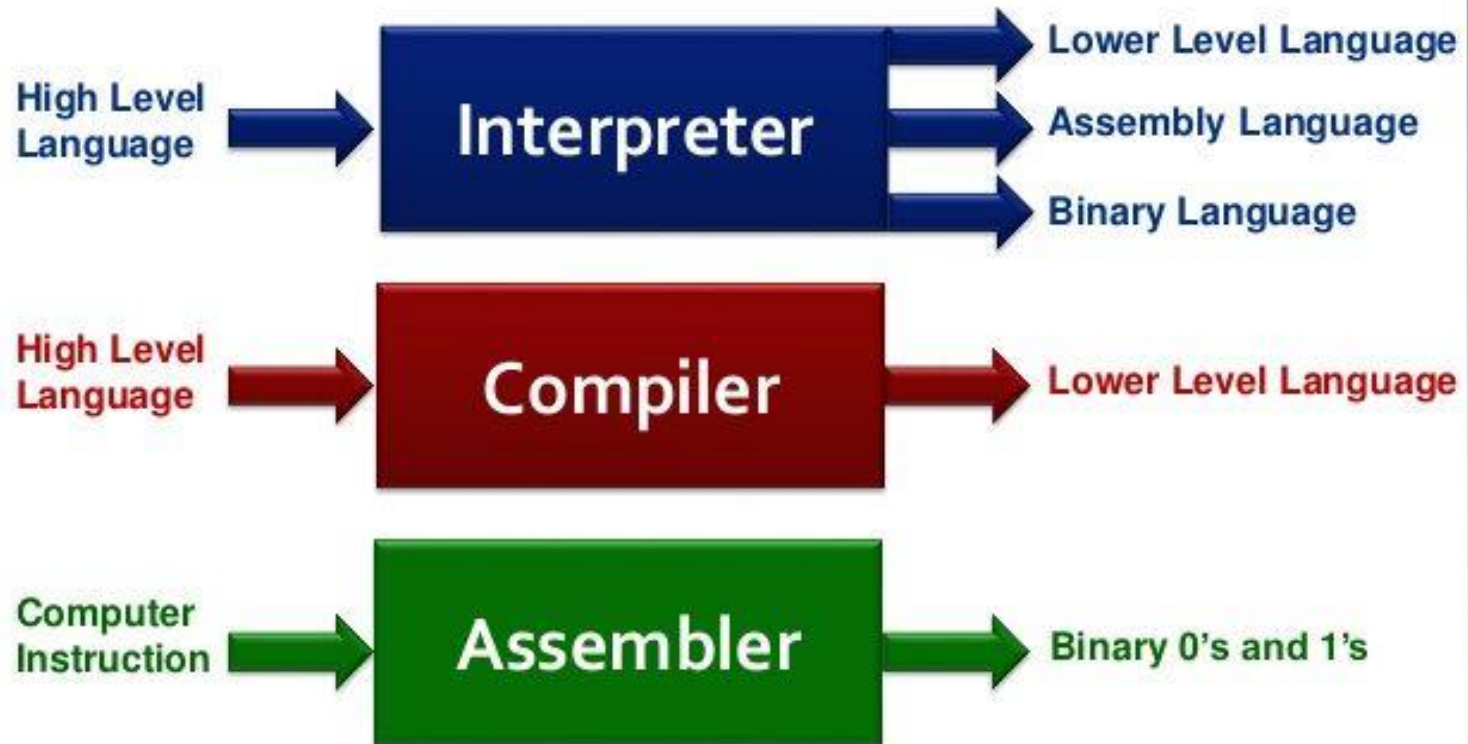 High Level
Language
Interpreter
Lower Level Language
Assembly Language
Binary Language
High Level
Language
Compiler
Lower Level Language
Computer
Instruction
Assembler
Binary 0’s and 1’s